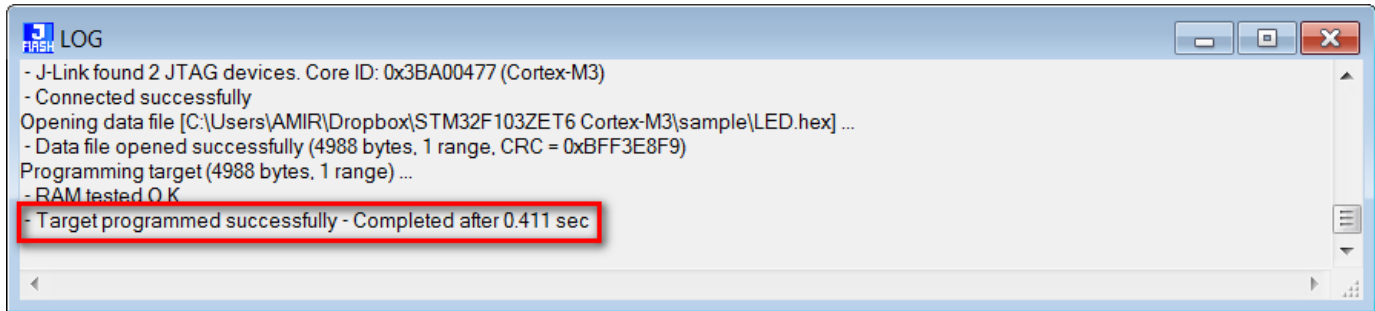 J
FLASH LOG
- J-Link found 2 JTAG devices. Core ID: 0x3BA00477 (Cortex-M3)
- Connected successfully
Opening data file [C:\Users\AMIR\Dropbox\STM32F103ZET6 Cortex-M3\sample\LED.hex] ...
- Data file opened successfully (4988 bytes, 1 range, CRC = 0xBFF3E8F9)
Programming target (4988 bytes, 1 range) ...
- RAM tested O.K.
- Target programmed successfully - Completed after 0.411 sec